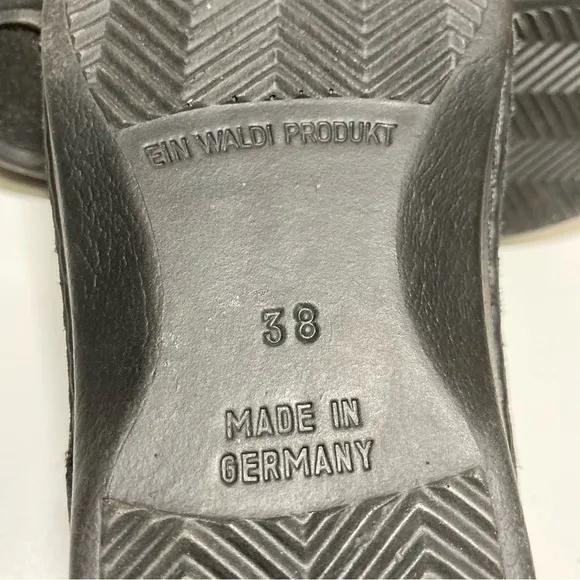 EIN WALDI PRODUKT
38
MADE IN
GERMANY